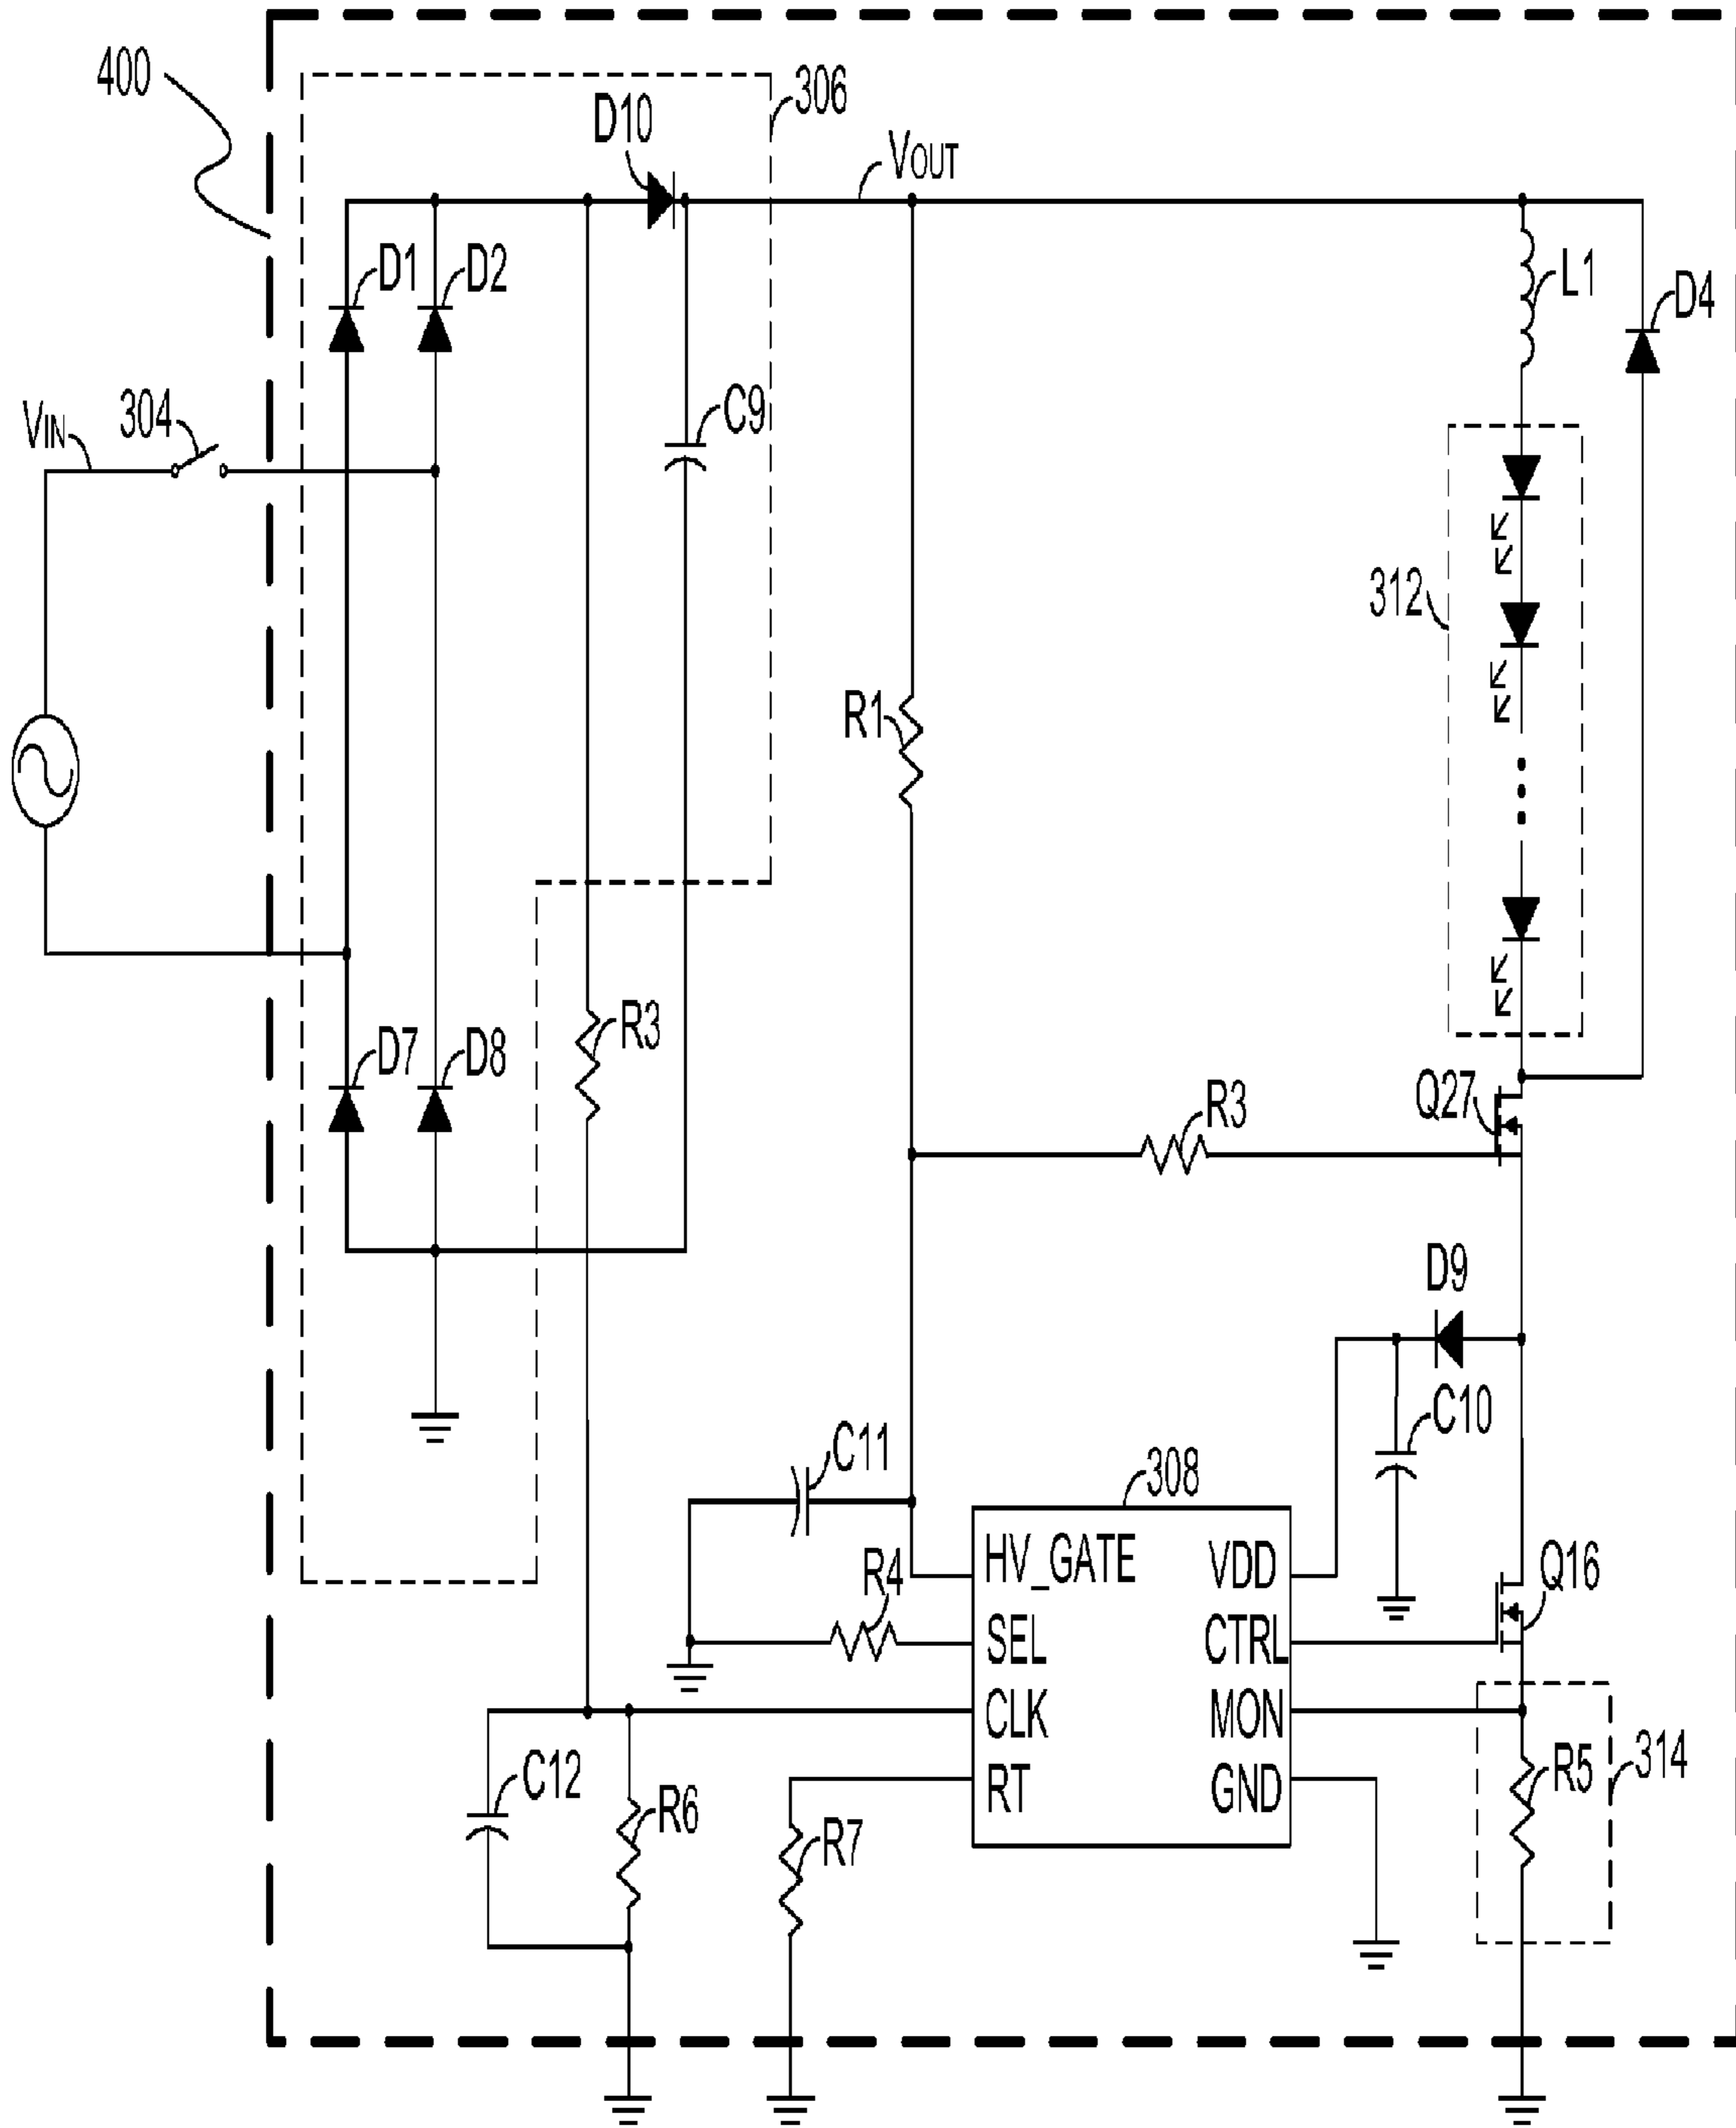 400
306
D10
VOUT
D1
D2
L1
D4
VIN
304
C9
312
R1
R3
D7
D8
Q27
R3
D9
C10
C11
308
HV_GATE
VDD
Q16
R4
SEL
CTRL
CLK
MON
314
C12
R6
RT
GND
R5
R7